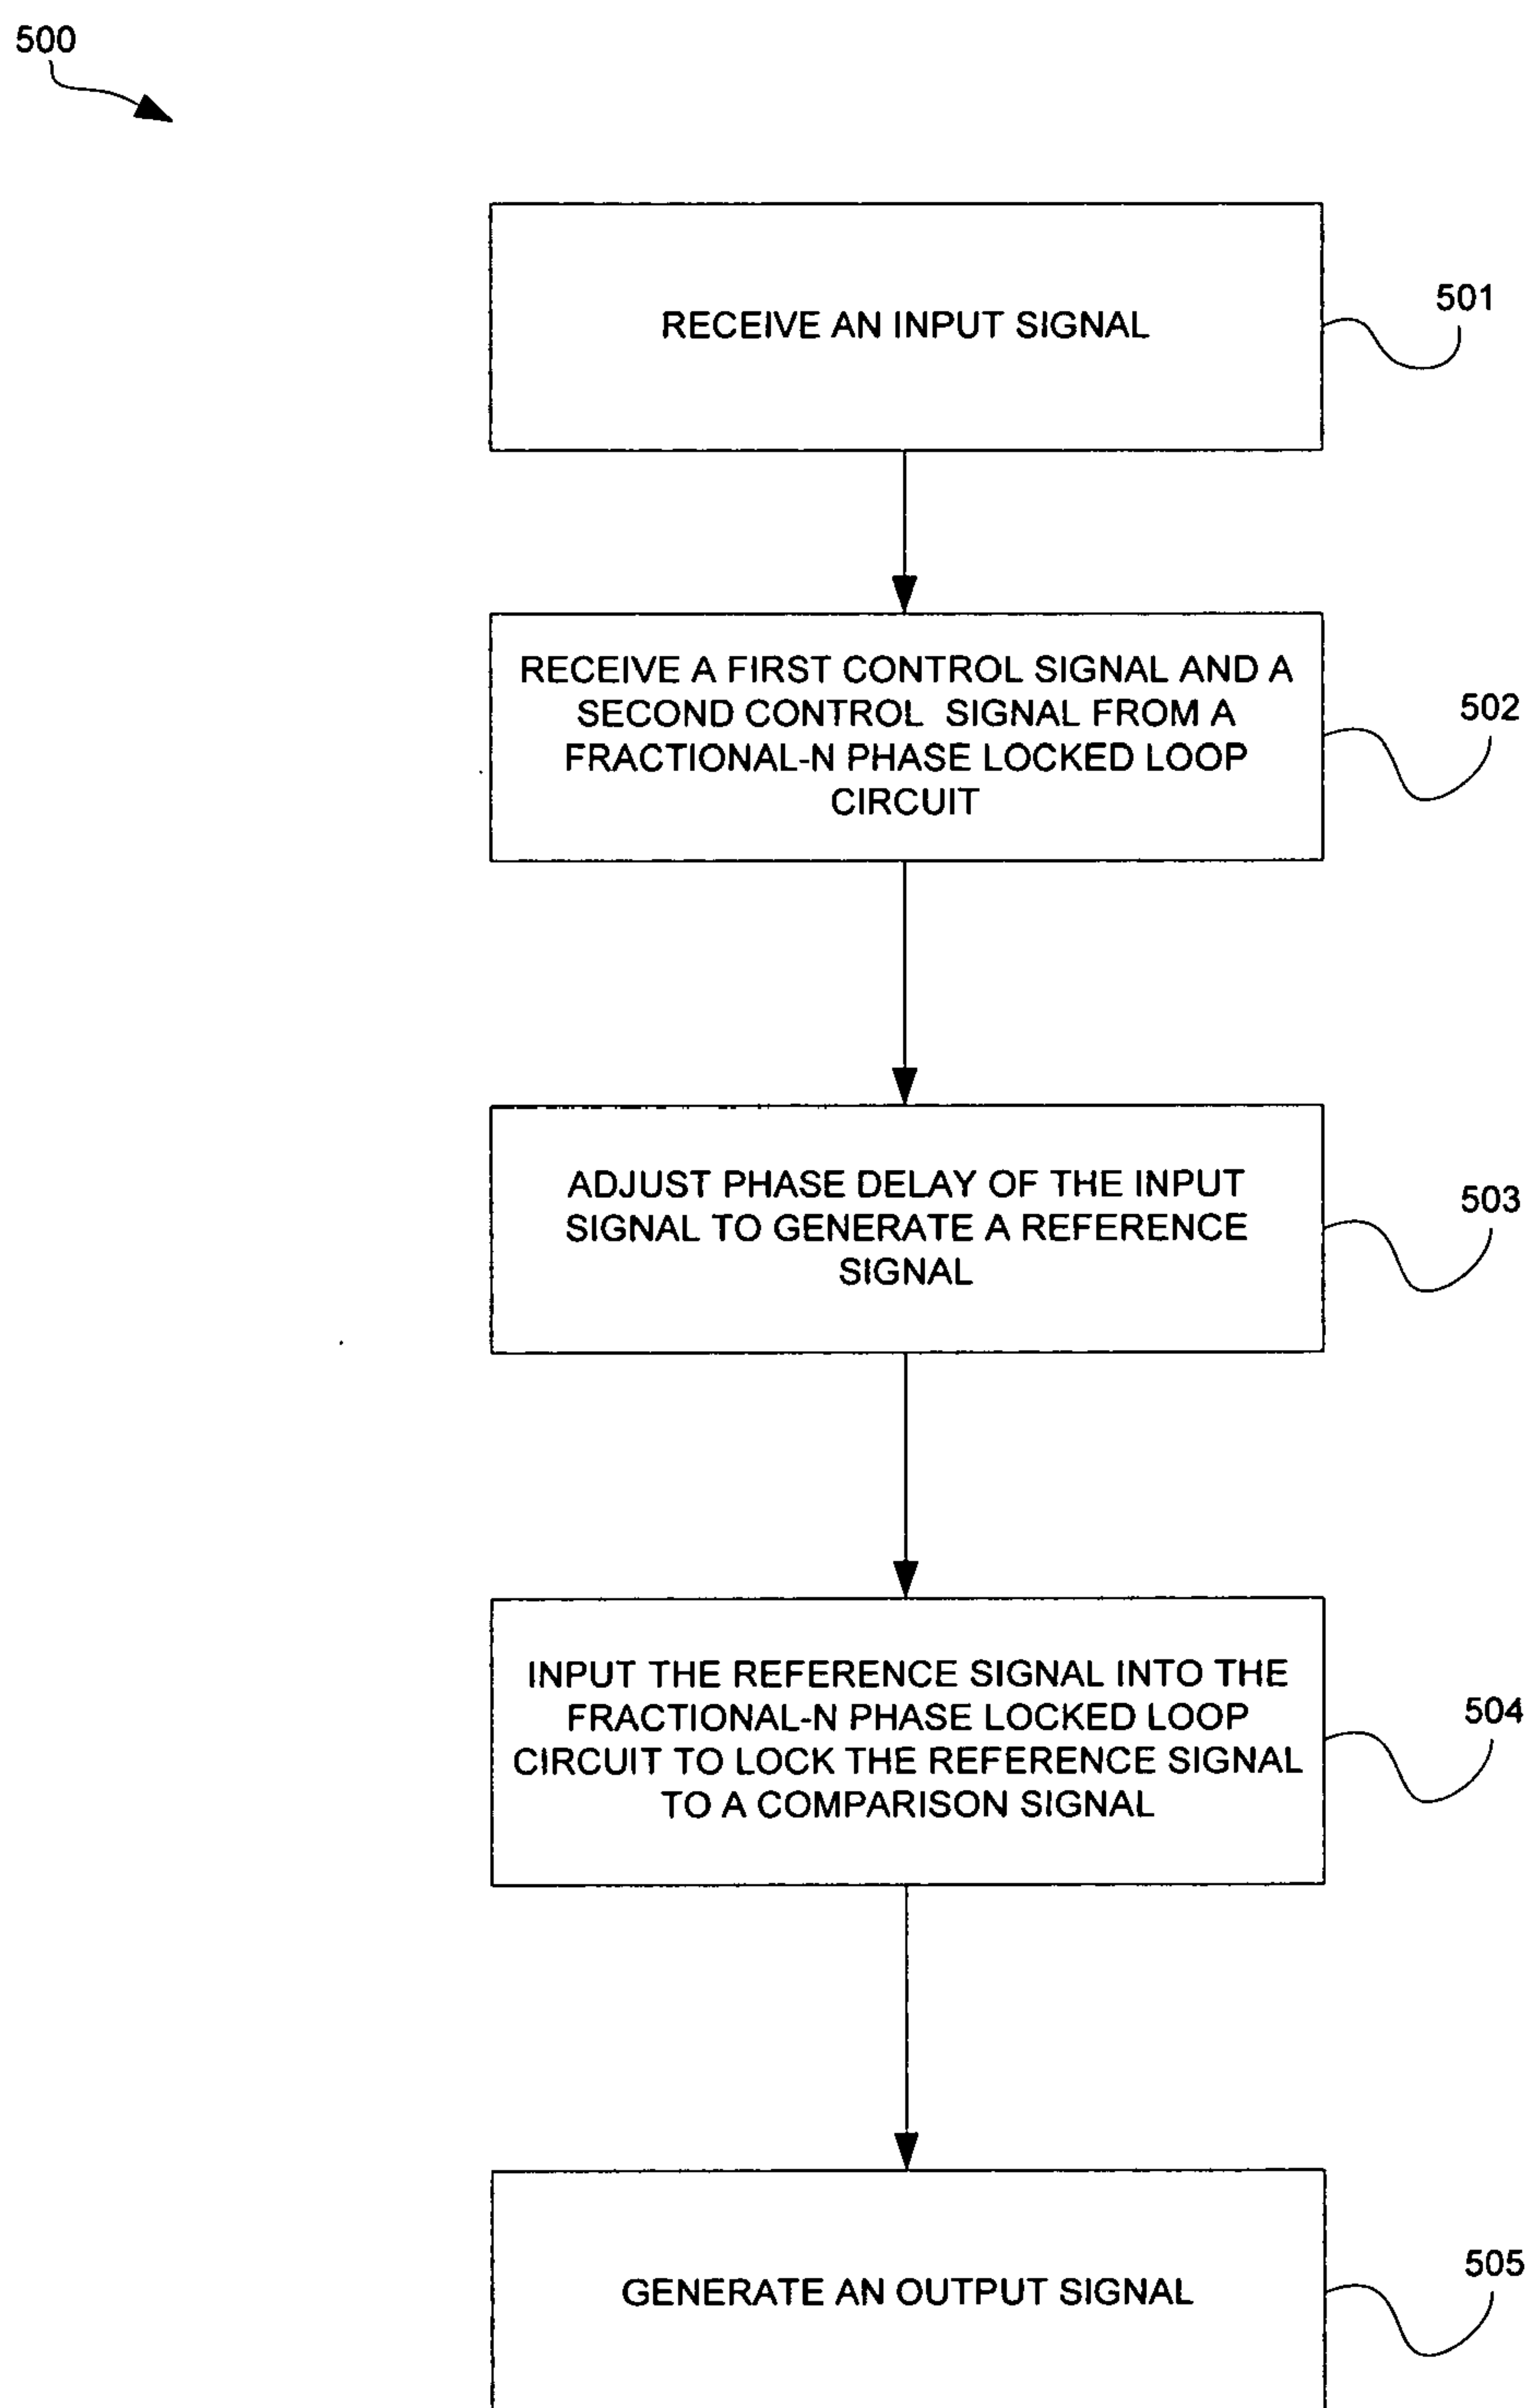 500
RECEIVE AN INPUT SIGNAL
501
RECEIVE A FIRST CONTROL SIGNAL AND A
SECOND CONTROL SIGNAL FROM A
FRACTIONAL-N PHASE LOCKED LOOP
CIRCUIT
502
ADJUST PHASE DELAY OF THE INPUT
SIGNAL TO GENERATE A REFERENCE
SIGNAL
503
INPUT THE REFERENCE SIGNAL INTO THE
FRACTIONAL-N PHASE LOCKED LOOP
CIRCUIT TO LOCK THE REFERENCE SIGNAL
TO A COMPARISON SIGNAL
504
GENERATE AN OUTPUT SIGNAL
505